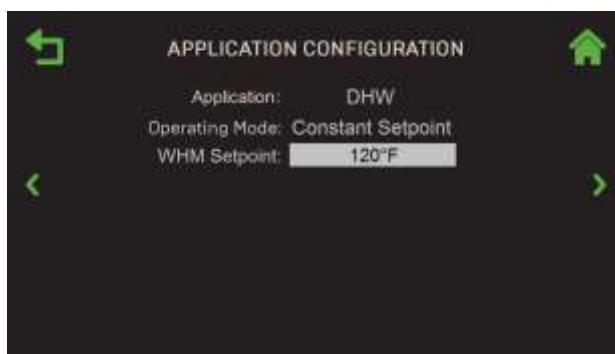 APPLICATION CONFIGURATION
Application: DHW
Operating Mode: Constant Setpoint
WHM Setpoint: 120°F